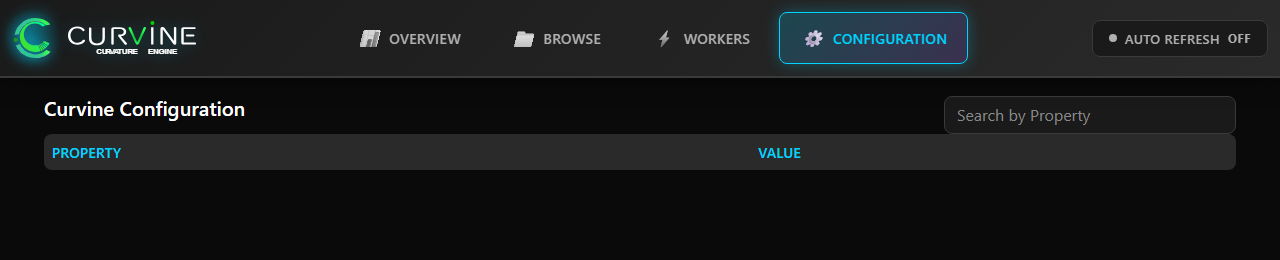 CURVINE
CURVATURE ENGINE
OVERVIEW
BROWSE
WORKERS
CONFIGURATION
AUTO REFRESH OFF
Curvine Configuration
Search by Property
PROPERTY VALUE